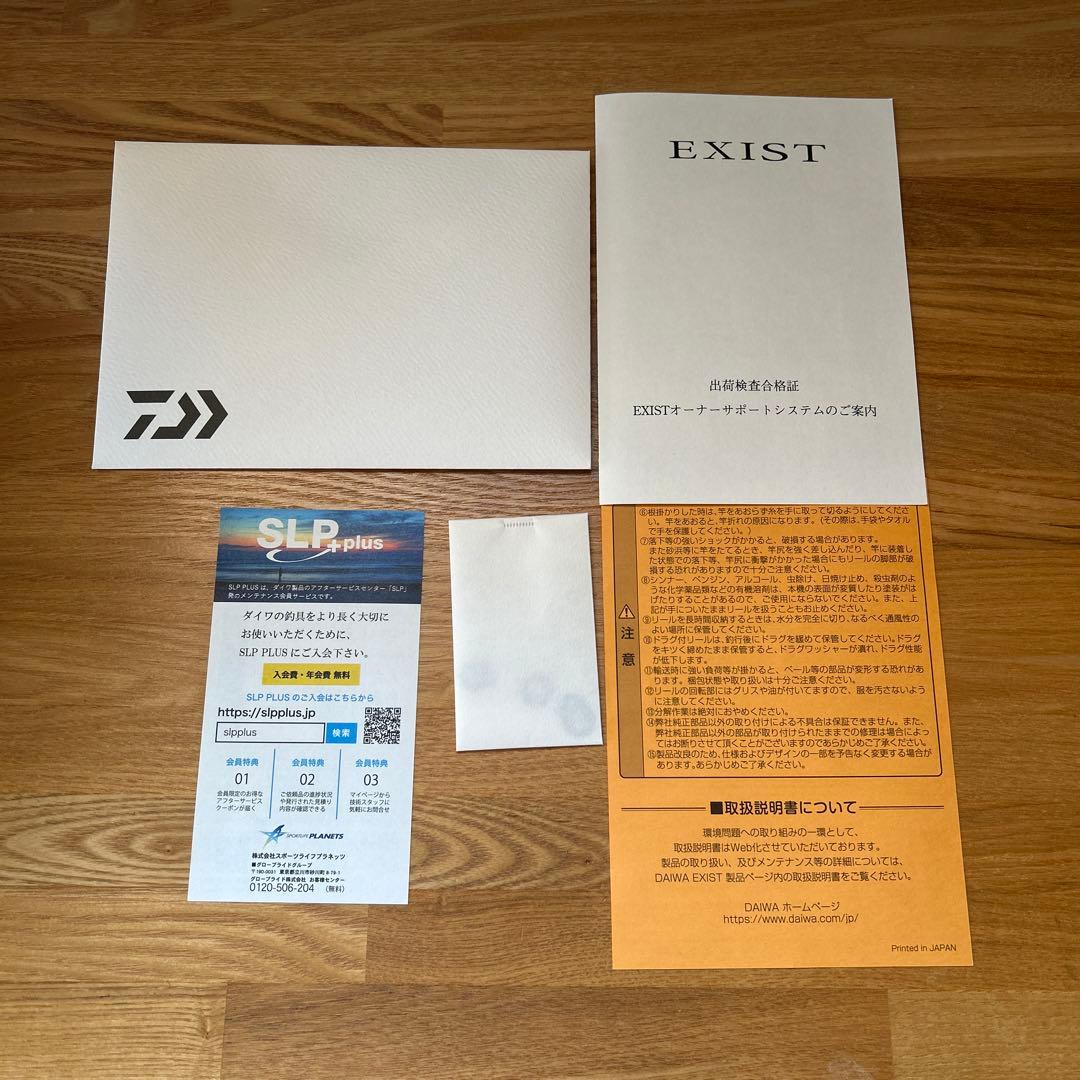 EXIST
出荷検査合格証
EXISTオーナーサポートシステムのご案内
SLP+plus
SLP PLUS は、ダイワ製品のアフターサービスセンター「SLP」
発のメンテナンス会員サービスです。
ダイワの釣具をより長く大切に
お使いいただくために、
SLP PLUS にご入会下さい。
入会費・年会費 無料
SLP PLUS のご入会はこちらから
https://slpplus.jp
slpplus 検索
会員特典 会員特典 会員特典
01 02 03
会員限定のお得な ご依頼品の進捗状況 マイページから
アフターサービス や発行された見積り 技術スタッフに
クーポンが届く 内容が確認できる 気軽にお問合せ
SPORTLIFE PLANETS
株式会社スポーツライフプラネッツ
■グローブライドグループ
〒190-0031 東京都立川市砂川町 8-79-1
グローブライド株式会社 お客様センター
0120-506-204 （無料）
⚠注意
⑥根掛かりした時は、竿をあおらず糸を手に取って切るようにしてくださ
い。竿をあおると、竿折れの原因になります。(その際は、手袋やタオル
で手を保護してください。)
⑦落下等の強いショックがかかると、破損する場合があります。
また砂浜等に竿をたてるとき、竿尻を強く差し込んだり、竿に装着し
た状態での落下等、竿尻に衝撃がかかった場合にもリールの脚部が破
損する恐れがありますので十分ご注意ください。
⑧シンナー、ベンジン、アルコール、虫除け、日焼け止め、殺虫剤のよ
うな化学薬品類などの有機溶剤は、本機の表面が変質したり塗装がは
げたりすることがあるので、ご使用にならないでください。また、上
記が手についたままリールを扱うこともお止めください。
⑨リールを長時間収納するときは、水分を完全に切り、なるべく通風性の
よい場所に保管してください。
⑩ドラグ付リールは、釣行後にドラグを緩めて保管してください。ドラグ
をキツく締めたまま保管すると、ドラグワッシャーが潰れ、ドラグ性能
が低下します。
⑪輸送時に強い負荷等が掛かると、ベール等の部品が変形する恐れがあ
ります。梱包状態や取り扱いは十分ご注意ください。
⑫リールの回転部にはグリスや油が付いてますので、服を汚さないよう
に注意してください。
⑬分解作業は絶対におやめください。
⑭弊社純正部品以外の取り付けによる不具合は保証できません。また、
弊社純正部品以外の部品が取り付けられたままでの修理は場合によっ
てはお断りさせて頂くことがございますのであらかじめご了承ください。
⑮製品改良のため、仕様およびデザインの一部を予告なく変更する場合が
あります。あらかじめご了承ください。
■取扱説明書について
環境問題への取り組みの一環として、
取扱説明書はWeb化させていただいております。
製品の取り扱い、及びメンテナンス等の詳細については、
DAIWA EXIST 製品ページ内の取扱説明書をご覧ください。
DAIWA ホームページ
https://www.daiwa.com/jp/
Printed in JAPAN